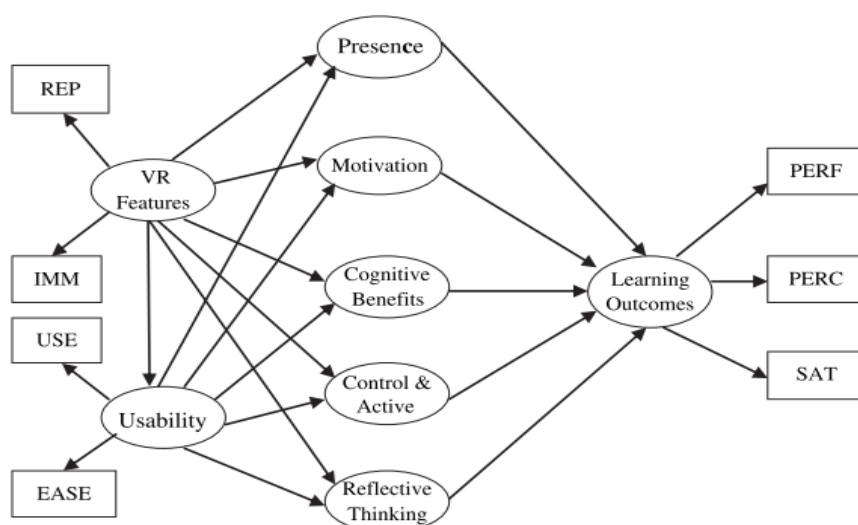 Presence
REP
Motivation
VR
Features
PERF
IMM
Cognitive
Benefits
Learning
Outcomes
PERC
USE
SAT
Control &
Active
Usability
EASE
Reflective
Thinking